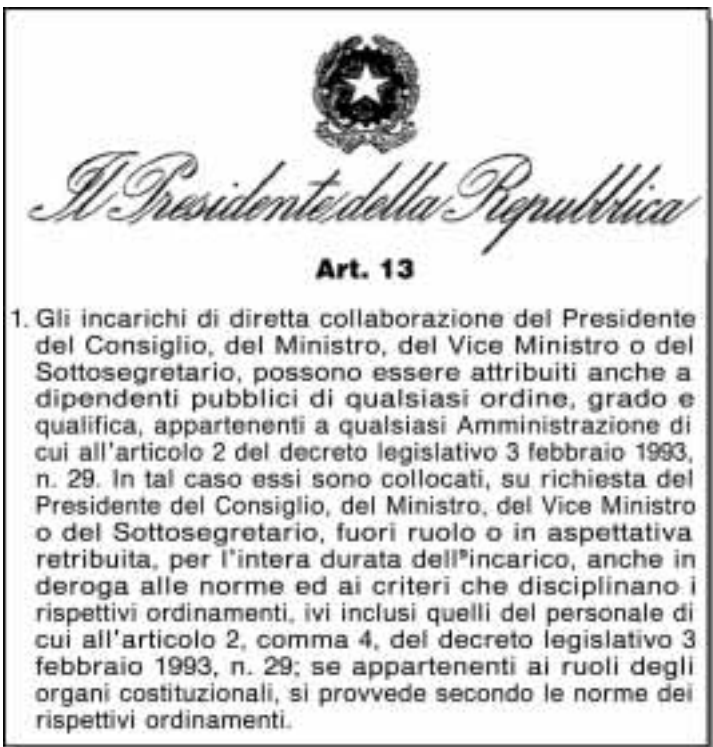 Il Presidente della Repubblica
Art. 13
1. Gli incarichi di diretta collaborazione del Presidente
del Consiglio, del Ministro, del Vice Ministro o del
Sottosegretario, possono essere attribuiti anche a
dipendenti pubblici di qualsiasi ordine, grado e
qualifica, appartenenti a qualsiasi Amministrazione di
cui all'articolo 2 del decreto legislativo 3 febbraio 1993,
n. 29. In tal caso essi sono collocati, su richiesta del
Presidente del Consiglio, del Ministro, del Vice Ministro
o del Sottosegretario, fuori ruolo o in aspettativa
retribuita, per l'intera durata dell"incarico, anche in
deroga alle norme ed ai criteri che disciplinano i
rispettivi ordinamenti, ivi inclusi quelli del personale di
cui all'articolo 2, comma 4, del decreto legislativo 3
febbraio 1993, n. 29; se appartenenti ai ruoli degli
organi costituzionali, si provvede secondo le norme dei
rispettivi ordinamenti.